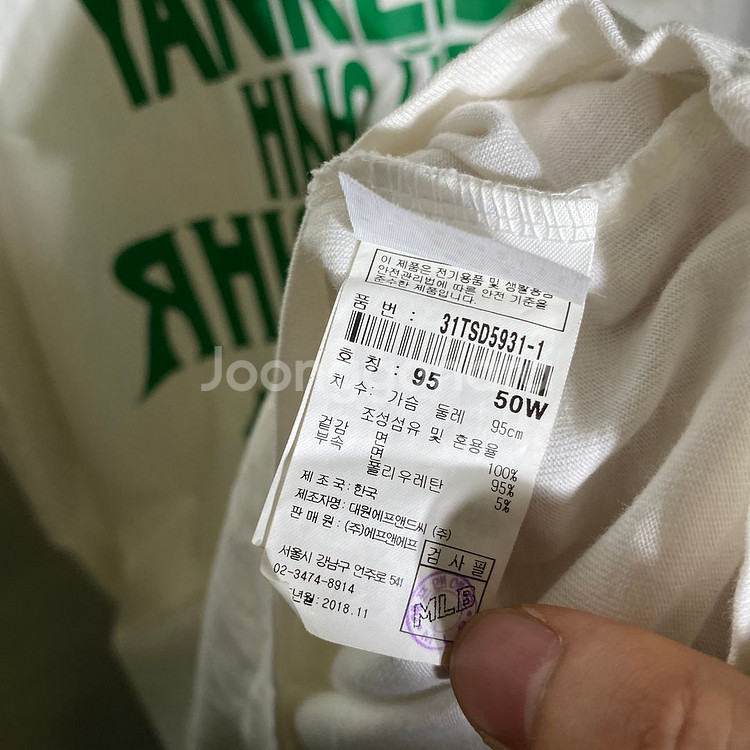 YANKEES
이 제품은 전기용품 및 생활용품
안전관리법에 따른 안전 기준을
준수한 제품입니다.
품 번 : 31TSD5931-1
호 칭 : 95 50W
치 수: 가슴 둘레 95cm
조성섬유 및 혼용율
겉감 면 100%
부속 면 95%
폴리우레탄 5%
제 조 국: 한국
제조자명: 대원에프앤드씨 (주)
판 매 원 : (주)에프앤에프
서울시 강남구 언주로 541
02-3474-8914
년월 : 2018.11
검 사 필
MLB